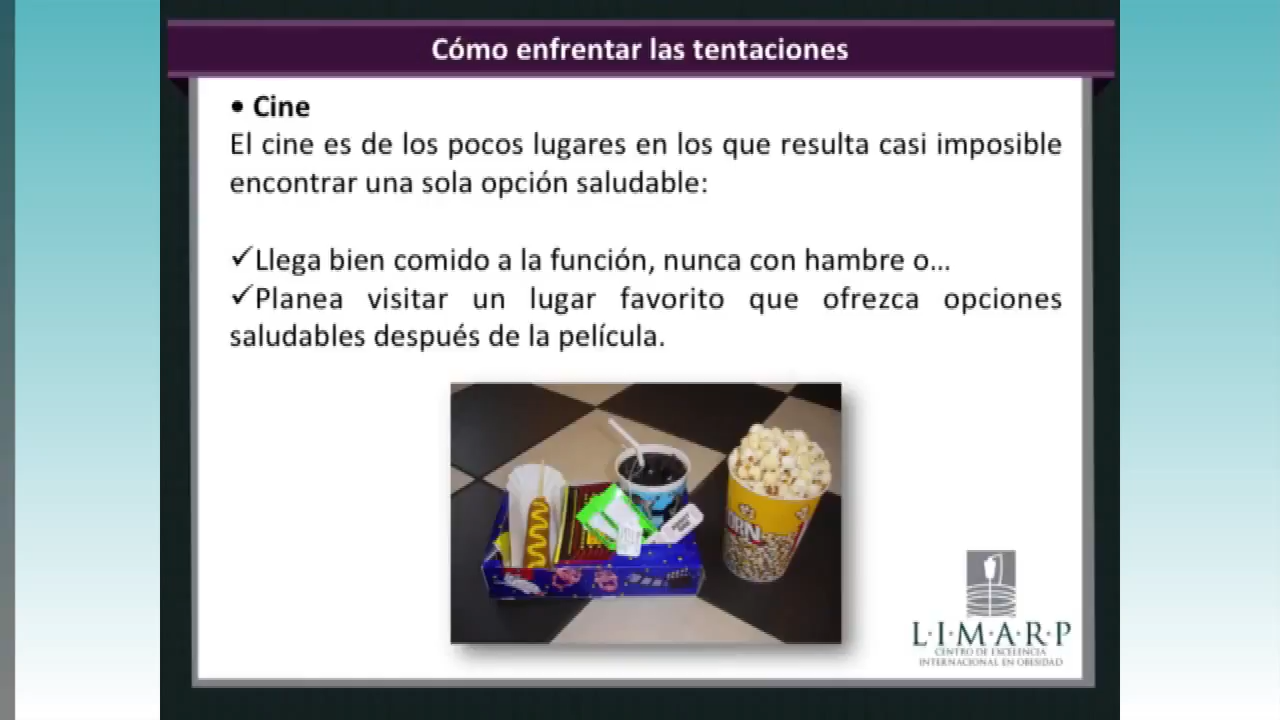 Cómo enfrentar las tentaciones
• Cine
El cine es de los pocos lugares en los que resulta casi imposible
encontrar una sola opción saludable:
✓Llega bien comido a la función, nunca con hambre o...
✓Planea visitar un lugar favorito que ofrezca opciones
saludables después de la película.
L·I·M·A·R·P
CENTRO DE EXCELENCIA
INTERNACIONAL EN OBESIDAD